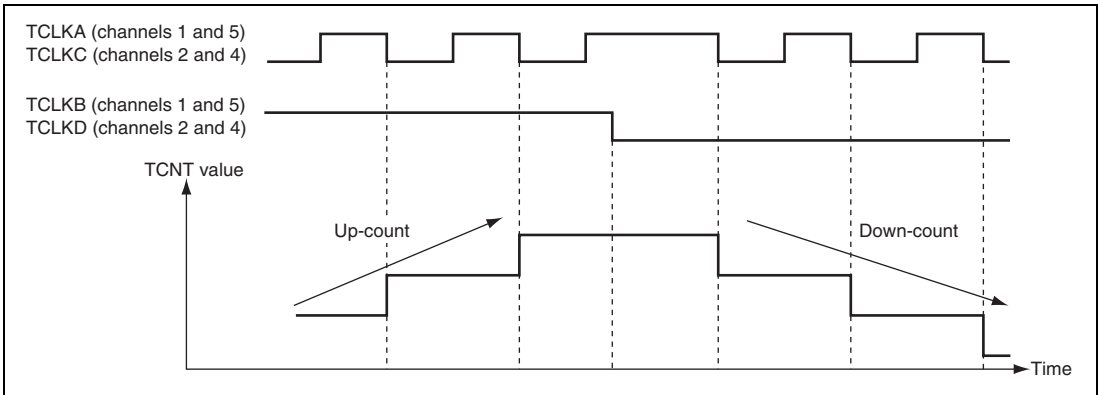 TCLKA (channels 1 and 5)
TCLKC (channels 2 and 4)
TCLKB (channels 1 and 5)
TCLKD (channels 2 and 4)
TCNT value
Up-count
Down-count
Time